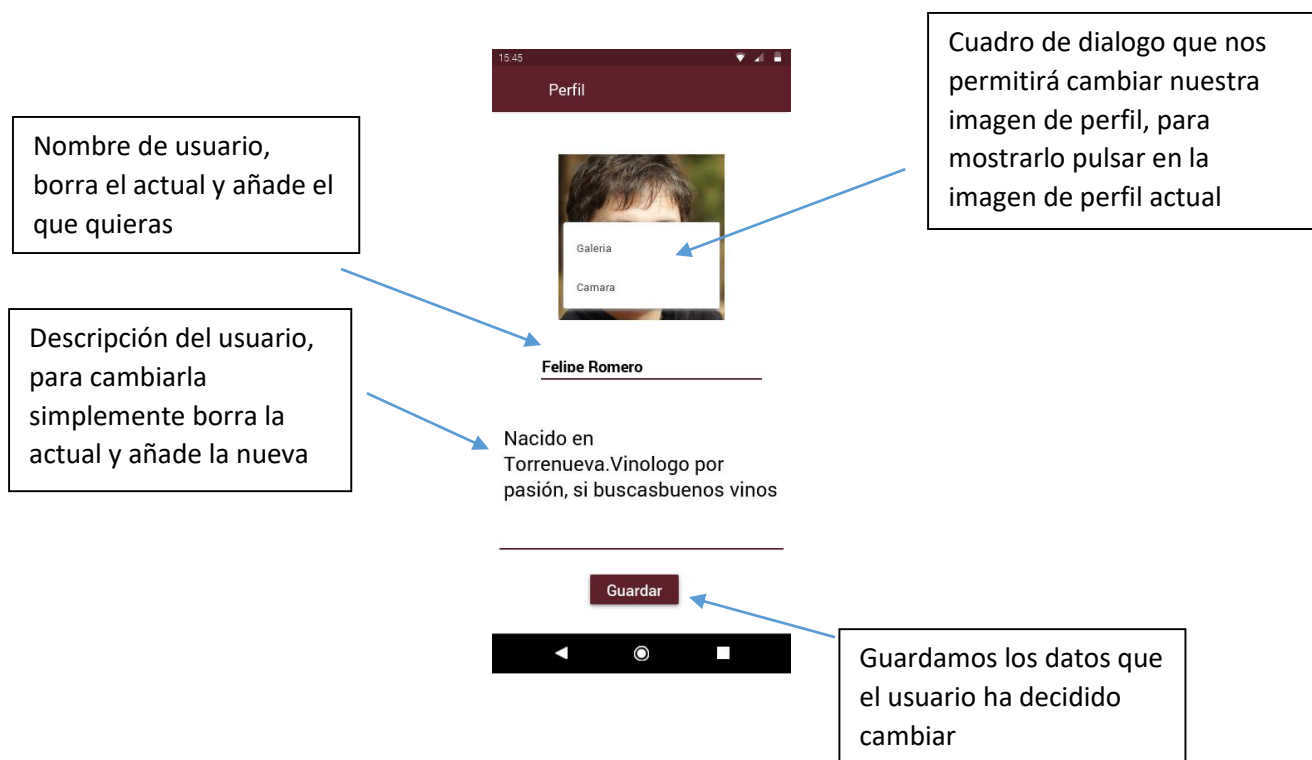 15:45
Perfil
Galeria
Camara
Felipe Romero
Nacido en
Torrenueva.Vinologo por
pasión, si buscasbuenos vinos
Guardar
Nombre de usuario,
borra el actual y añade el
que quieras
Descripción del usuario,
para cambiarla
simplemente borra la
actual y añade la nueva
Cuadro de dialogo que nos
permitirá cambiar nuestra
imagen de perfil, para
mostrarlo pulsar en la
imagen de perfil actual
Guardamos los datos que
el usuario ha decidido
cambiar